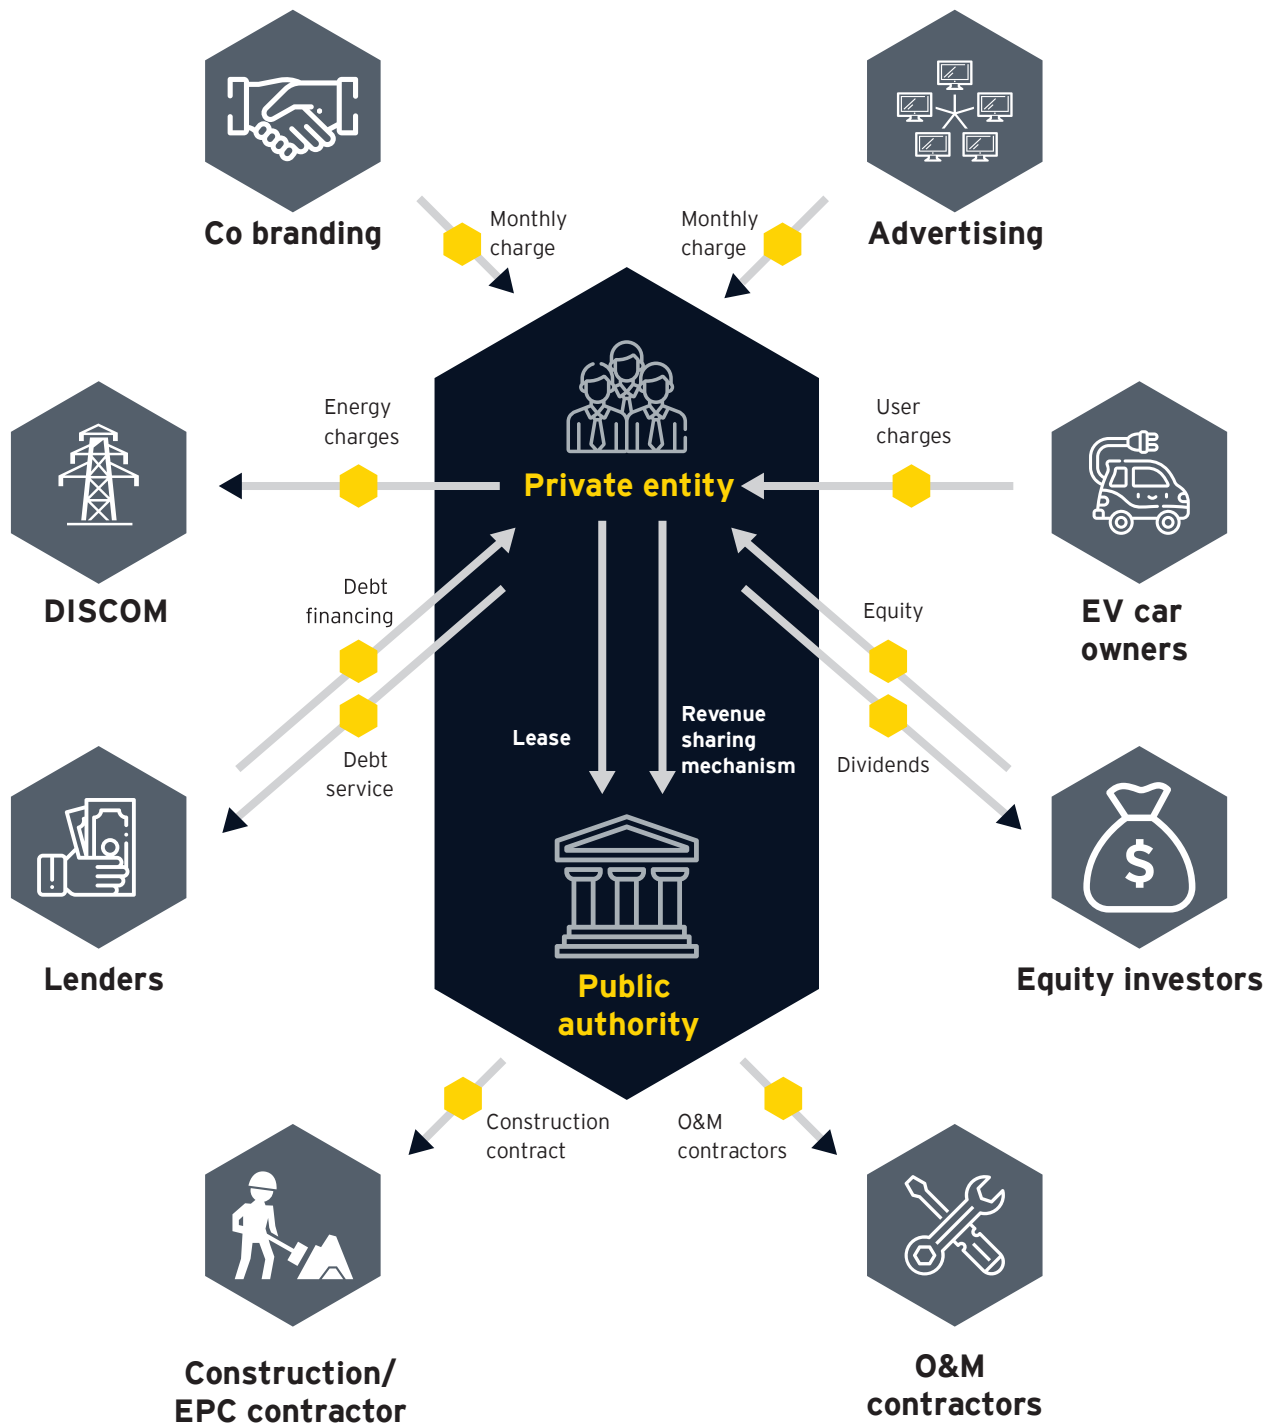 Co branding
Advertising
Monthly
charge
Monthly
charge
Energy
charges
User
charges
Private entity
DISCOM
EV car
owners
Debt
financing
Equity
Lease
Revenue
sharing
mechanism
Debt
service
Dividends
$
Lenders
Equity investors
Public
authority
Construction
contract
O&M
contractors
Construction/
EPC contractor
O&M
contractors